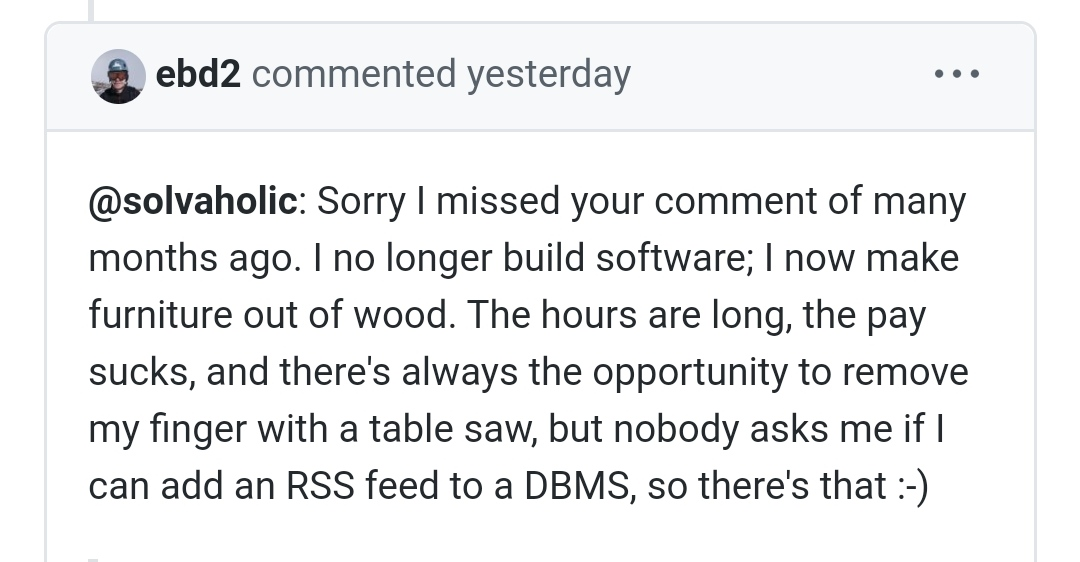 ebd2 commented yesterday
@solvaholic: Sorry I missed your comment of many
months ago. I no longer build software; I now make
furniture out of wood. The hours are long, the pay
sucks, and there's always the opportunity to remove
my finger with a table saw, but nobody asks me if I
can add an RSS feed to a DBMS, so there's that :-)